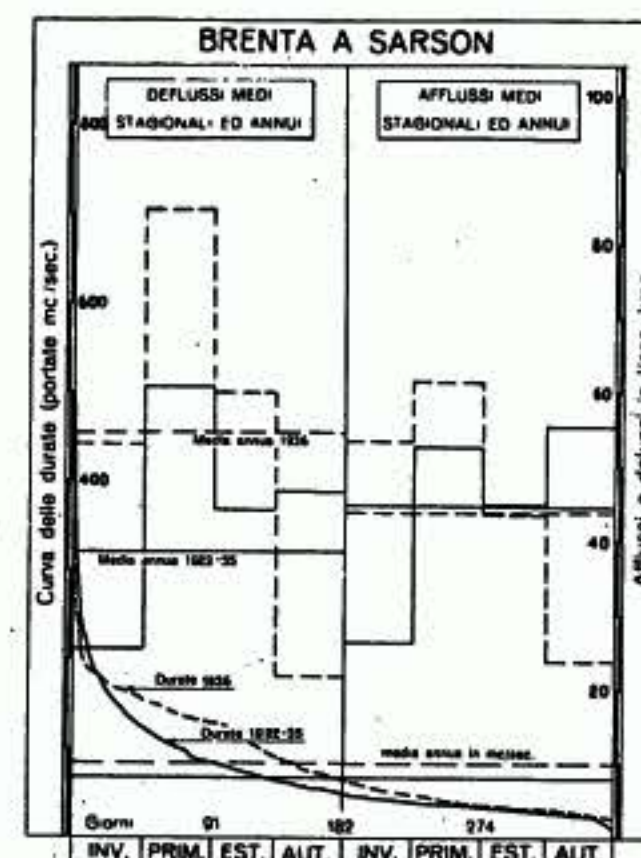 BRENTA A SARSON
DEFLUSSI MEDI
STAGIONALI ED ANNUI
AFFLUSSI MEDI
STAGIONALI ED ANNUI
100
800
80
600
60
Media annua 1936
400
40
Media annua 1922-35
Curva delle durate (portate mc/sec.)
20
Durate 1936
Durate 1922-35
media annua in mc/sec.
Giorni 91 182 274
INV. PRIM. EST. AUT. INV. PRIM. EST. AUT